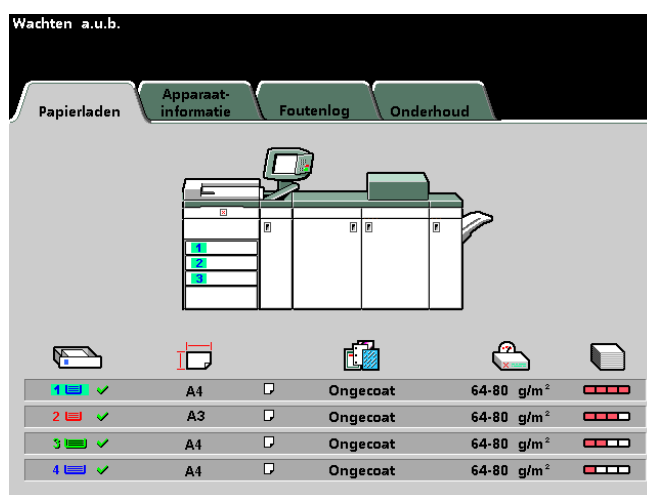 Wachten a.u.b.
Papierladen
Apparaat-
informatie
Foutenlog
Onderhoud
1
2
3
1 A4 Ongecoat 64-80 g/m²
2 A3 Ongecoat 64-80 g/m²
3 A4 Ongecoat 64-80 g/m²
4 A4 Ongecoat 64-80 g/m²